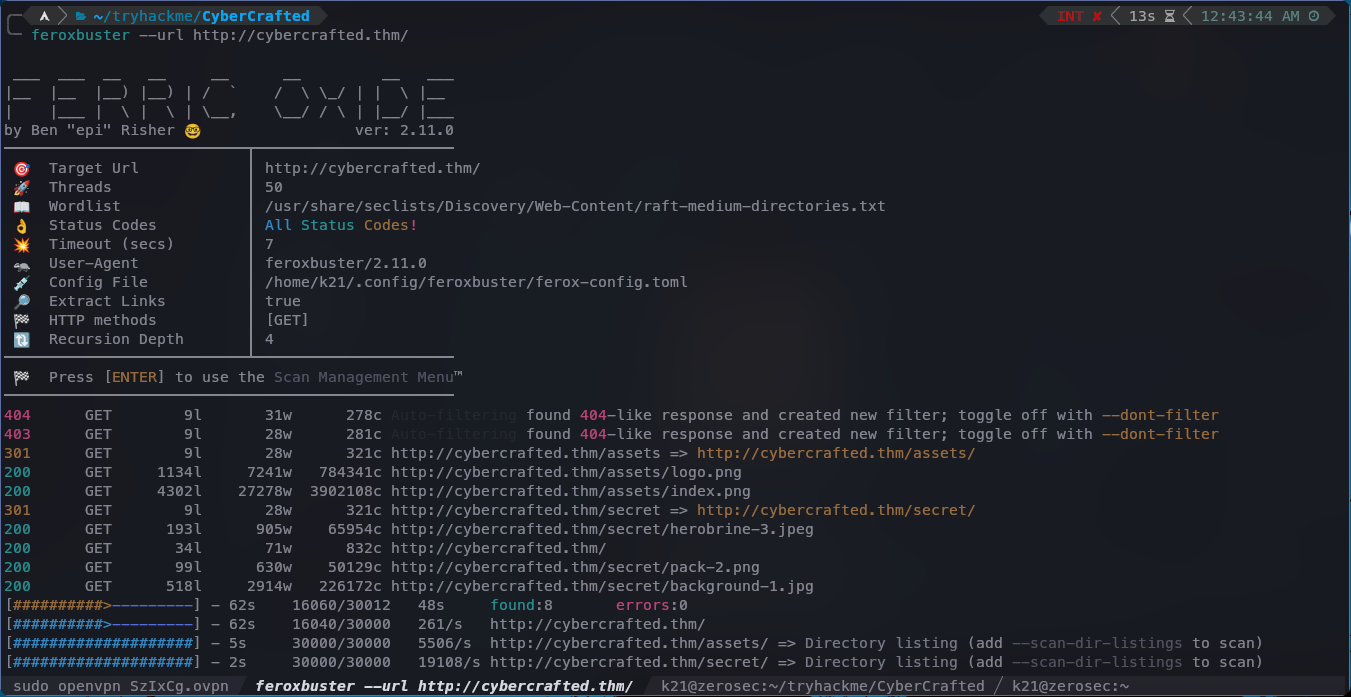 ~/tryhackme/CyberCrafted INT ✘ 13s 12:43:44 AM
feroxbuster --url http://cybercrafted.thm/
 ___  ___  __   __     __      __         __   ___
|__  |__  |__) |__) | /  `    /  \ \_/ | |  \ |__
|    |___ |  \ |  \ | \__,    \__/ / \ | |__/ |___
by Ben "epi" Risher 🤓                 ver: 2.11.0
🎯 Target Url │ http://cybercrafted.thm/
🚀 Threads │ 50
📖 Wordlist │ /usr/share/seclists/Discovery/Web-Content/raft-medium-directories.txt
👌 Status Codes │ All Status Codes!
💥 Timeout (secs) │ 7
🦡 User-Agent │ feroxbuster/2.11.0
💉 Config File │ /home/k21/.config/feroxbuster/ferox-config.toml
🔎 Extract Links │ true
🏁 HTTP methods │ [GET]
🔃 Recursion Depth │ 4
🏁 Press [ENTER] to use the Scan Management Menu™
404      GET        9l       31w      278c Auto-filtering found 404-like response and created new filter; toggle off with --dont-filter
403      GET        9l       28w      281c Auto-filtering found 404-like response and created new filter; toggle off with --dont-filter
301      GET        9l       28w      321c http://cybercrafted.thm/assets => http://cybercrafted.thm/assets/
200      GET     1134l     7241w   784341c http://cybercrafted.thm/assets/logo.png
200      GET     4302l    27278w  3902108c http://cybercrafted.thm/assets/index.png
301      GET        9l       28w      321c http://cybercrafted.thm/secret => http://cybercrafted.thm/secret/
200      GET      193l      905w    65954c http://cybercrafted.thm/secret/herobrine-3.jpeg
200      GET       34l       71w      832c http://cybercrafted.thm/
200      GET       99l      630w    50129c http://cybercrafted.thm/secret/pack-2.png
200      GET      518l     2914w   226172c http://cybercrafted.thm/secret/background-1.jpg
[##########>---------] - 62s    16060/30012   48s     found:8       errors:0
[##########>---------] - 62s    16040/30000   261/s   http://cybercrafted.thm/
[####################] - 5s     30000/30000   5506/s  http://cybercrafted.thm/assets/ => Directory listing (add --scan-dir-listings to scan)
[####################] - 2s     30000/30000   19108/s http://cybercrafted.thm/secret/ => Directory listing (add --scan-dir-listings to scan)
sudo openvpn SzIxCg.ovpn feroxbuster --url http://cybercrafted.thm/ k21@zerosec:~/tryhackme/CyberCrafted k21@zerosec:~